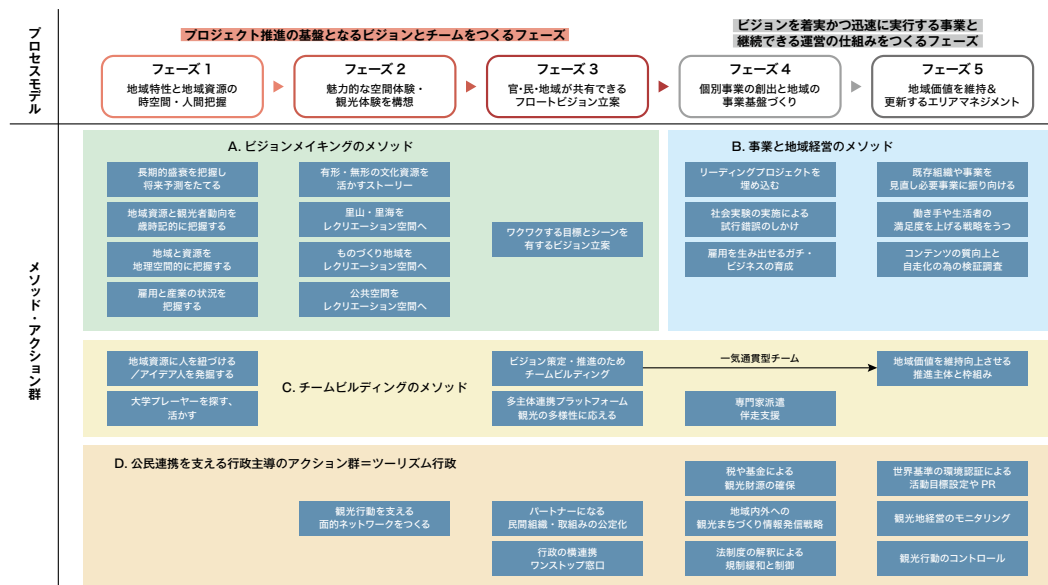 プロセスモデル
プロジェクト推進の基盤となるビジョンとチームをつくるフェーズ
ビジョンを着実かつ迅速に実行する事業と
継続できる運営の仕組みをつくるフェーズ
フェーズ 1
地域特性と地域資源の
時空間・人間把握
フェーズ 2
魅力的な空間体験・
観光体験を構想
フェーズ 3
官・民・地域が共有できる
フロートビジョン立案
フェーズ 4
個別事業の創出と地域の
事業基盤づくり
フェーズ 5
地域価値を維持＆
更新するエリアマネジメント
メソッド・アクション群
A. ビジョンメイキングのメソッド
長期的盛衰を把握し
将来予測をたてる
地域資源と観光者動向を
歳時記的に把握する
地域と資源を
地理空間的に把握する
雇用と産業の状況を
把握する
有形・無形の文化資源を
活かすストーリー
里山・里海を
レクリエーション空間へ
ものづくり地域を
レクリエーション空間へ
公共空間を
レクリエーション空間へ
ワクワクする目標とシーンを
有するビジョン立案
B. 事業と地域経営のメソッド
リーディングプロジェクトを
埋め込む
社会実験の実施による
試行錯誤のしかけ
雇用を生み出せるガチ・
ビジネスの育成
既存組織や事業を
見直し必要事業に振り向ける
働き手や生活者の
満足度を上げる戦略をうつ
コンテンツの質向上と
自走化の為の検証調査
C. チームビルディングのメソッド
地域資源に人を紐づける
／アイデア人を発掘する
大学プレーヤーを探す、
活かす
ビジョン策定・推進のため
チームビルディング
多主体連携プラットフォーム
観光の多様性に応える
一気通貫型チーム
専門家派遣
伴走支援
地域価値を維持向上させる
推進主体と枠組み
D. 公民連携を支える行政主導のアクション群＝ツーリズム行政
観光行動を支える
面的ネットワークをつくる
パートナーになる
民間組織・取組みの公定化
行政の横連携
ワンストップ窓口
税や基金による
観光財源の確保
地域内外への
観光まちづくり情報発信戦略
法制度の解釈による
規制緩和と制御
世界基準の環境認証による
活動目標設定や PR
観光地経営のモニタリング
観光行動のコントロール